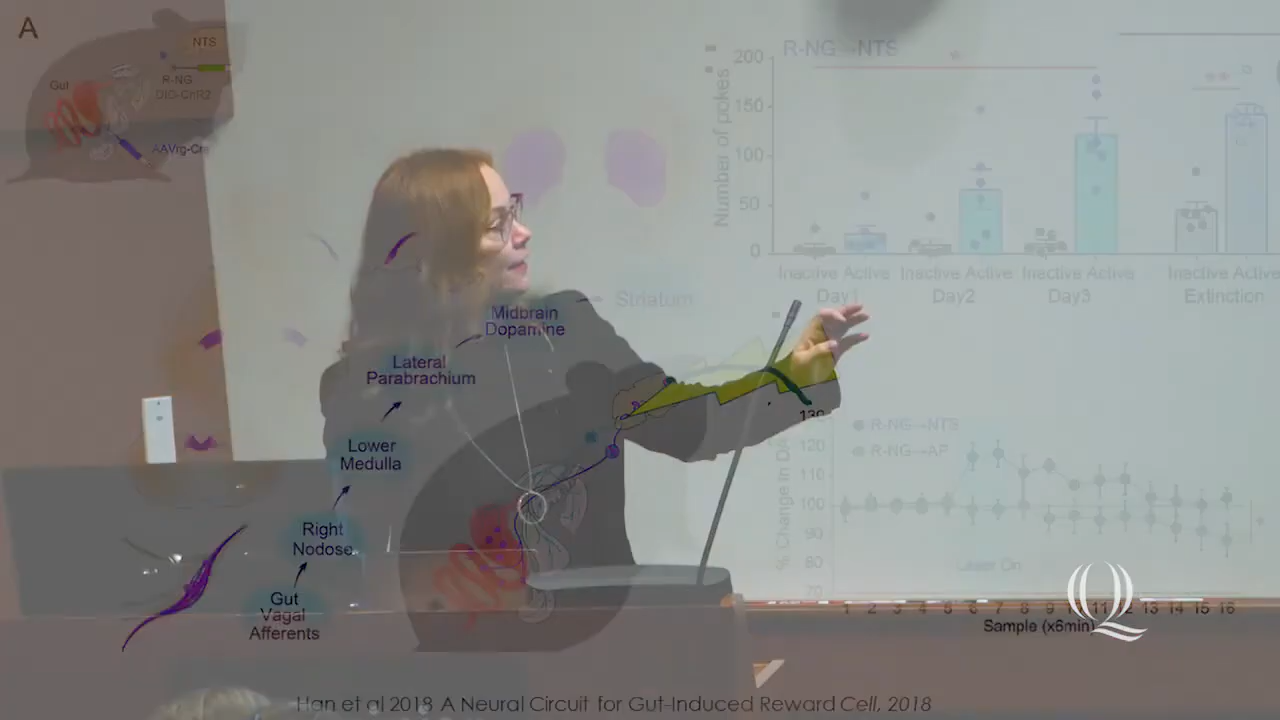 A
NTS
Gut
R-NG
DIO-ChR2
AAVrg-Cre
R-NG→NTS
Number of pokes
200
150
100
50
0
Inactive Active Inactive Active Inactive Active Inactive Active
Day1 Day2 Day3 Extinction
Striatum
Midbrain
Dopamine
Lateral
Parabrachium
Lower
Medulla
Right
Nodose
Gut
Vagal
Afferents
% Change in DA
130
120
110
100
90
80
70
R-NG→NTS
R-NG→AP
Laser On
1 2 3 4 5 6 7 8 9 10 11 12 13 14 15 16
Sample (x6min)
Q
Han et al 2018 A Neural Circuit for Gut-Induced Reward Cell, 2018